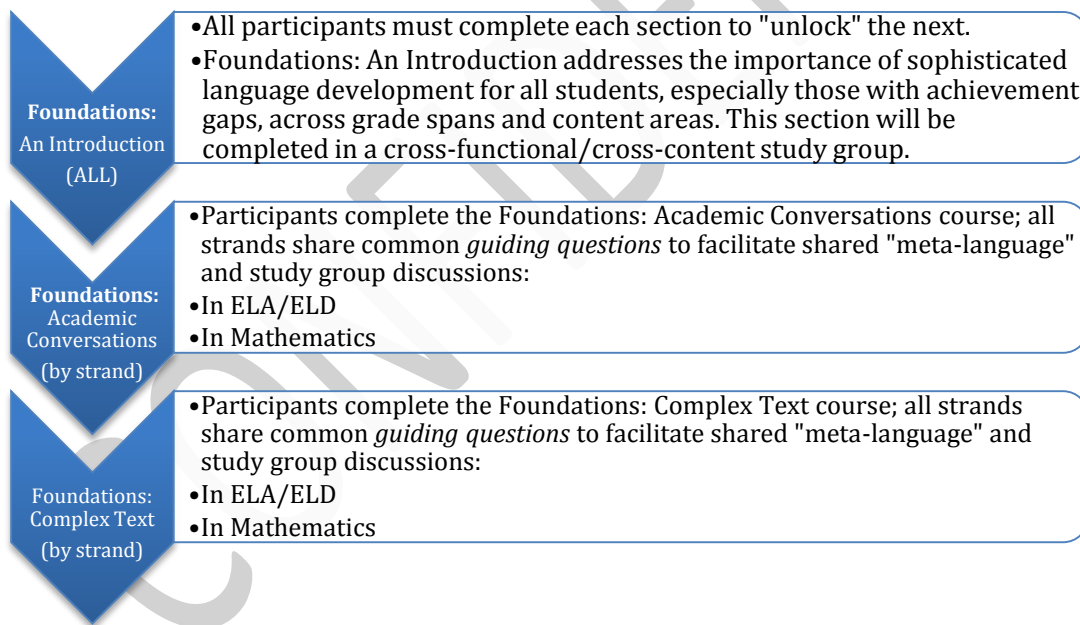 Foundations:
An Introduction
(ALL)
•All participants must complete each section to "unlock" the next.
•Foundations: An Introduction addresses the importance of sophisticated
language development for all students, especially those with achievement
gaps, across grade spans and content areas. This section will be
completed in a cross-functional/cross-content study group.
Foundations:
Academic
Conversations
(by strand)
•Participants complete the Foundations: Academic Conversations course; all
strands share common guiding questions to facilitate shared "meta-language"
and study group discussions:
•In ELA/ELD
•In Mathematics
Foundations:
Complex Text
(by strand)
•Participants complete the Foundations: Complex Text course; all strands
share common guiding questions to facilitate shared "meta-language" and
study group discussions:
•In ELA/ELD
•In Mathematics